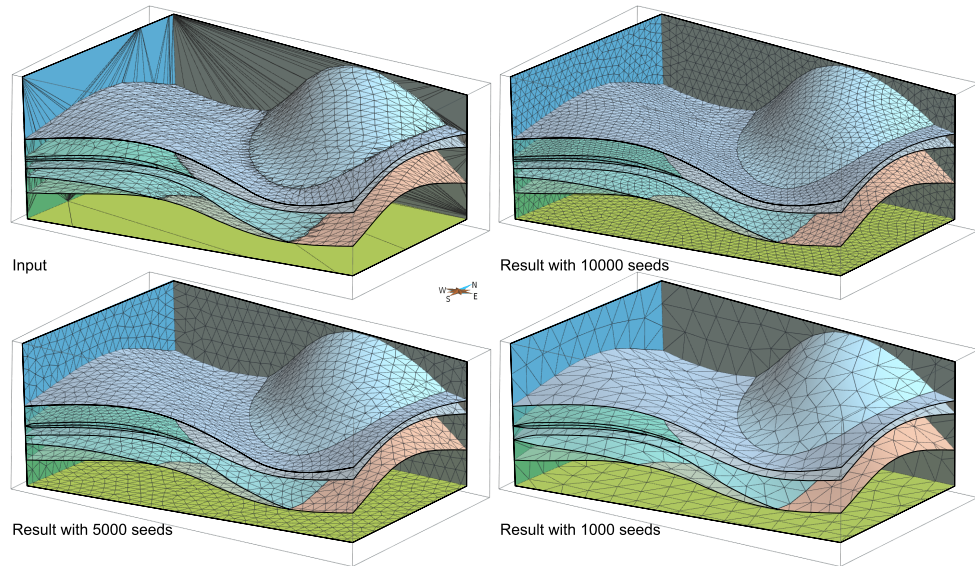 Input
Result with 10000 seeds
W N
S E
Result with 5000 seeds
Result with 1000 seeds